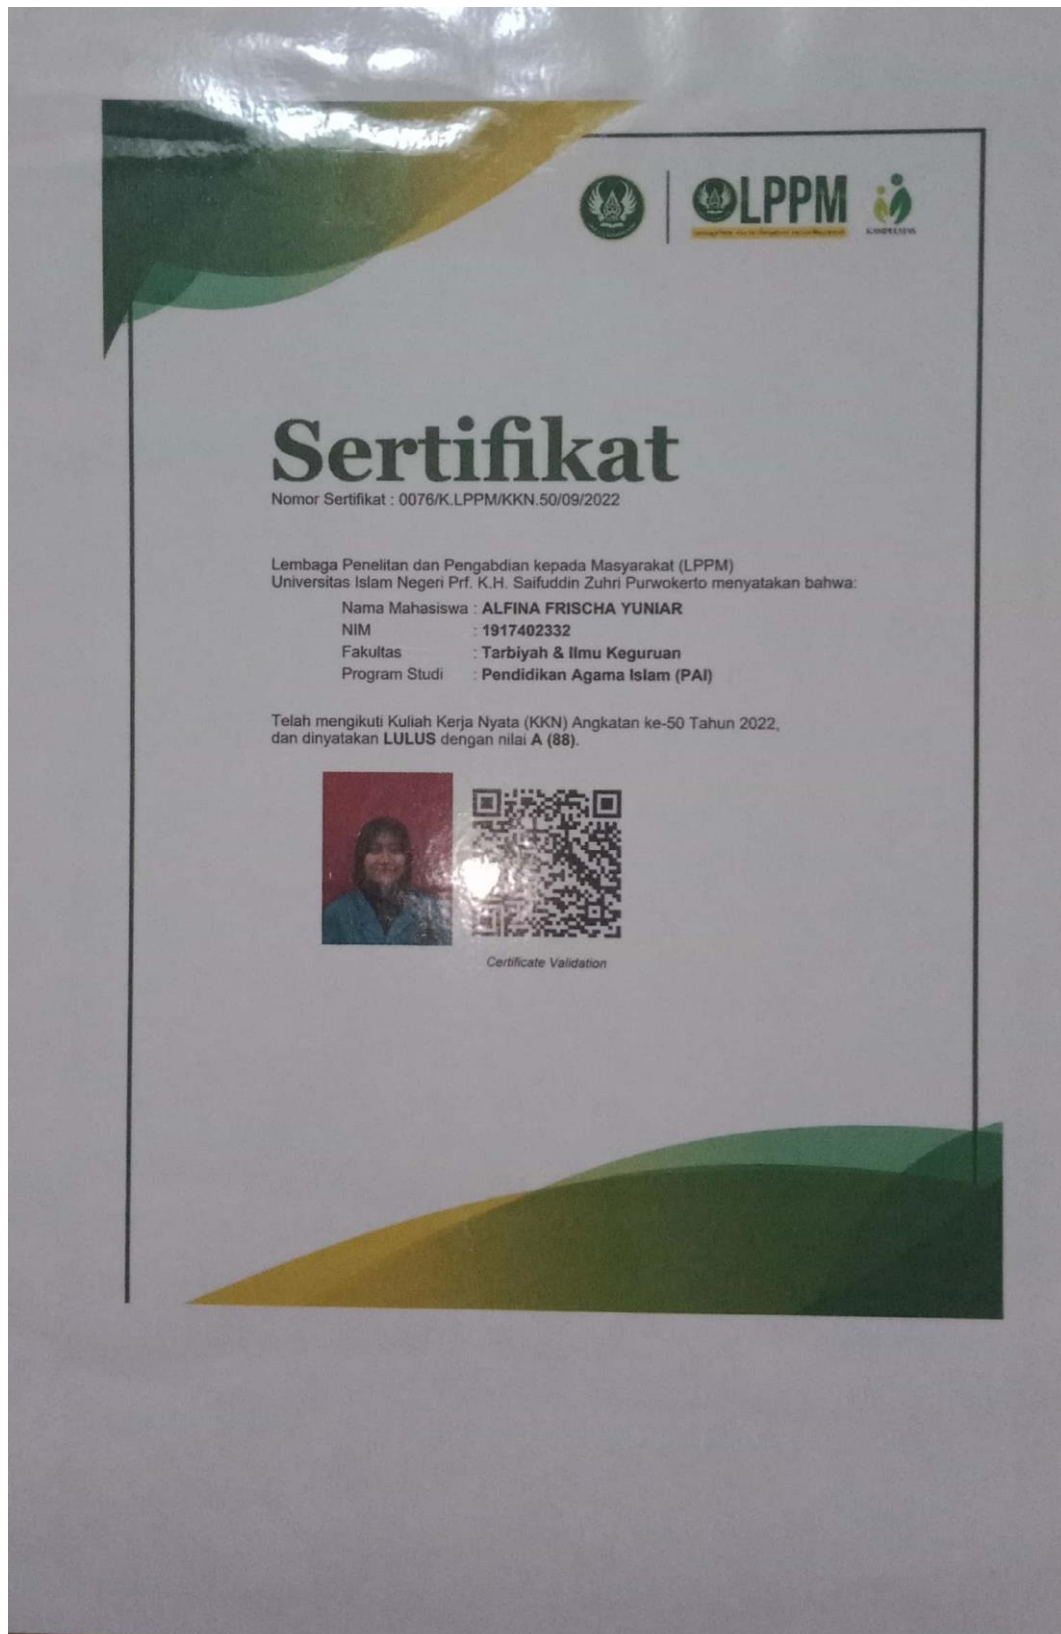 LPPM
KAMPELMAS
Sertifikat
Nomor Sertifikat : 0076/K.LPPM/KKN.50/09/2022
Lembaga Penelitan dan Pengabdian kepada Masyarakat (LPPM)
Universitas Islam Negeri Prf. K.H. Saifuddin Zuhri Purwokerto menyatakan bahwa:
Nama Mahasiswa : ALFINA FRISCHA YUNIAR
NIM : 1917402332
Fakultas : Tarbiyah & Ilmu Keguruan
Program Studi : Pendidikan Agama Islam (PAI)
Telah mengikuti Kuliah Kerja Nyata (KKN) Angkatan ke-50 Tahun 2022,
dan dinyatakan LULUS dengan nilai A (88).
Certificate Validation